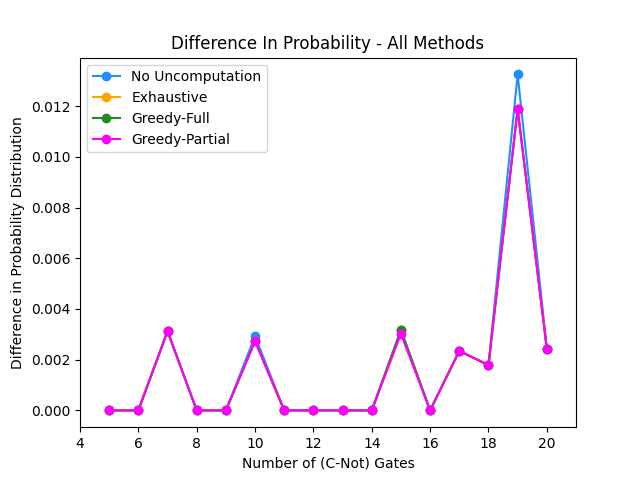 Difference In Probability - All Methods
No Uncomputation
Exhaustive
Greedy-Full
Greedy-Partial
Difference in Probability Distribution
0.012
0.010
0.008
0.006
0.004
0.002
0.000
4 6 8 10 12 14 16 18 20
Number of (C-Not) Gates